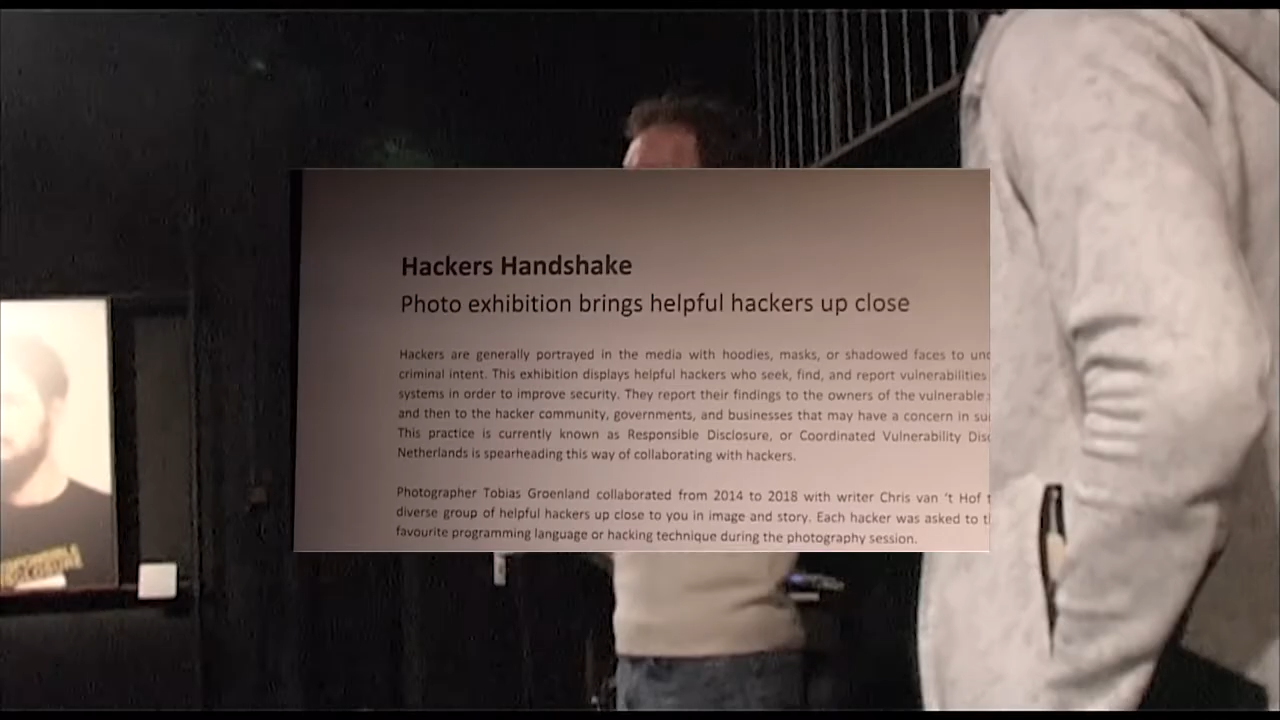 Hackers Handshake
Photo exhibition brings helpful hackers up close
Hackers are generally portrayed in the media with hoodies, masks, or shadowed faces to
criminal intent. This exhibition displays helpful hackers who seek, find, and report vulnerabilities
systems in order to improve security. They report their findings to the owners of the vulnerable
and then to the hacker community, governments, and businesses that may have a concern in
This practice is currently known as Responsible Disclosure, or Coordinated Vulnerability
Netherlands is spearheading this way of collaborating with hackers.
Photographer Tobias Groenland collaborated from 2014 to 2018 with writer Chris van 't Hof
diverse group of helpful hackers up close to you in image and story. Each hacker was asked to
favourite programming language or hacking technique during the photography session.